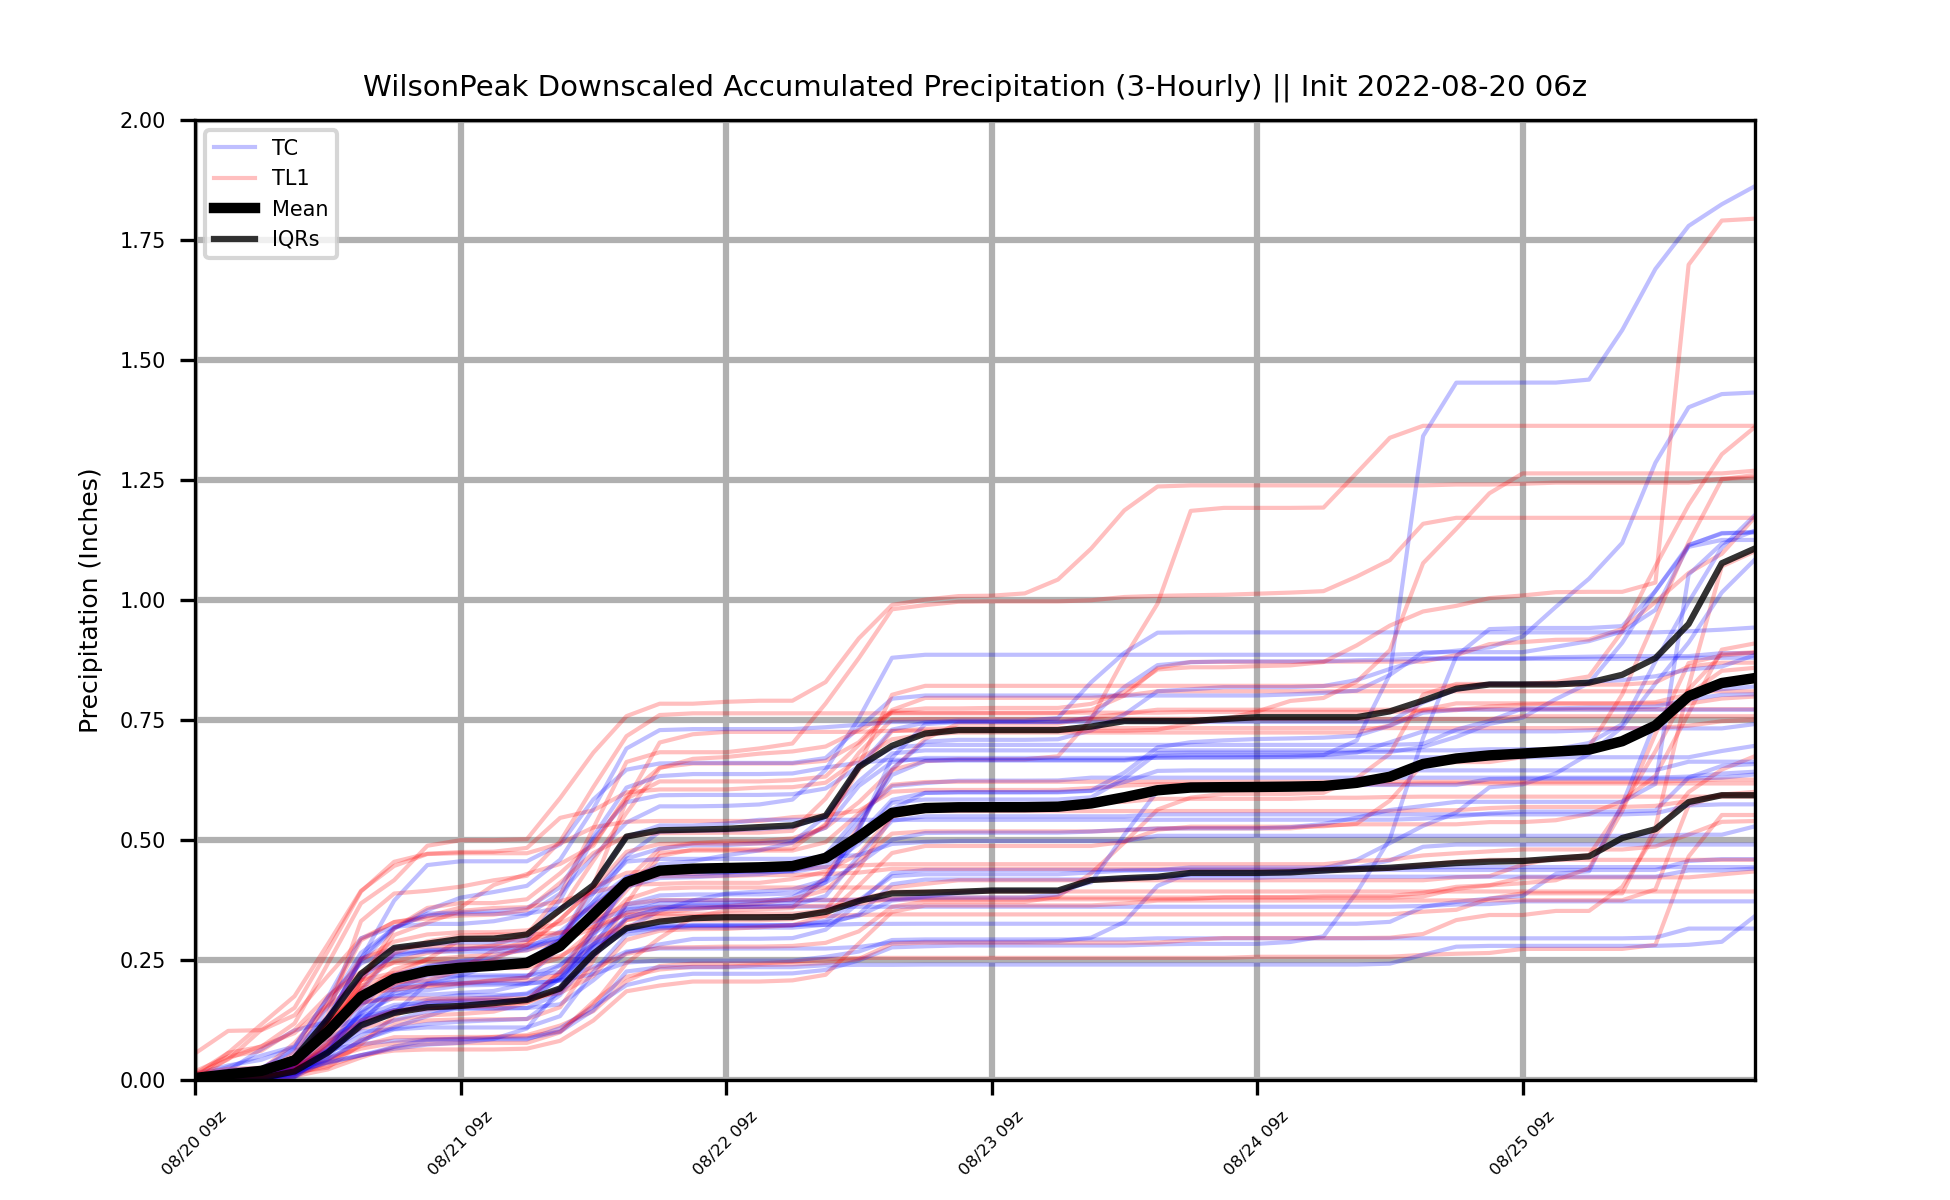 WilsonPeak Downscaled Accumulated Precipitation (3-Hourly) || Init 2022-08-20 06z
Precipitation (Inches)
2.00
1.75
1.50
1.25
1.00
0.75
0.50
0.25
0.00
TC
TL1
Mean
IQRs
08/20 09z
08/21 09z
08/22 09z
08/23 09z
08/24 09z
08/25 09z